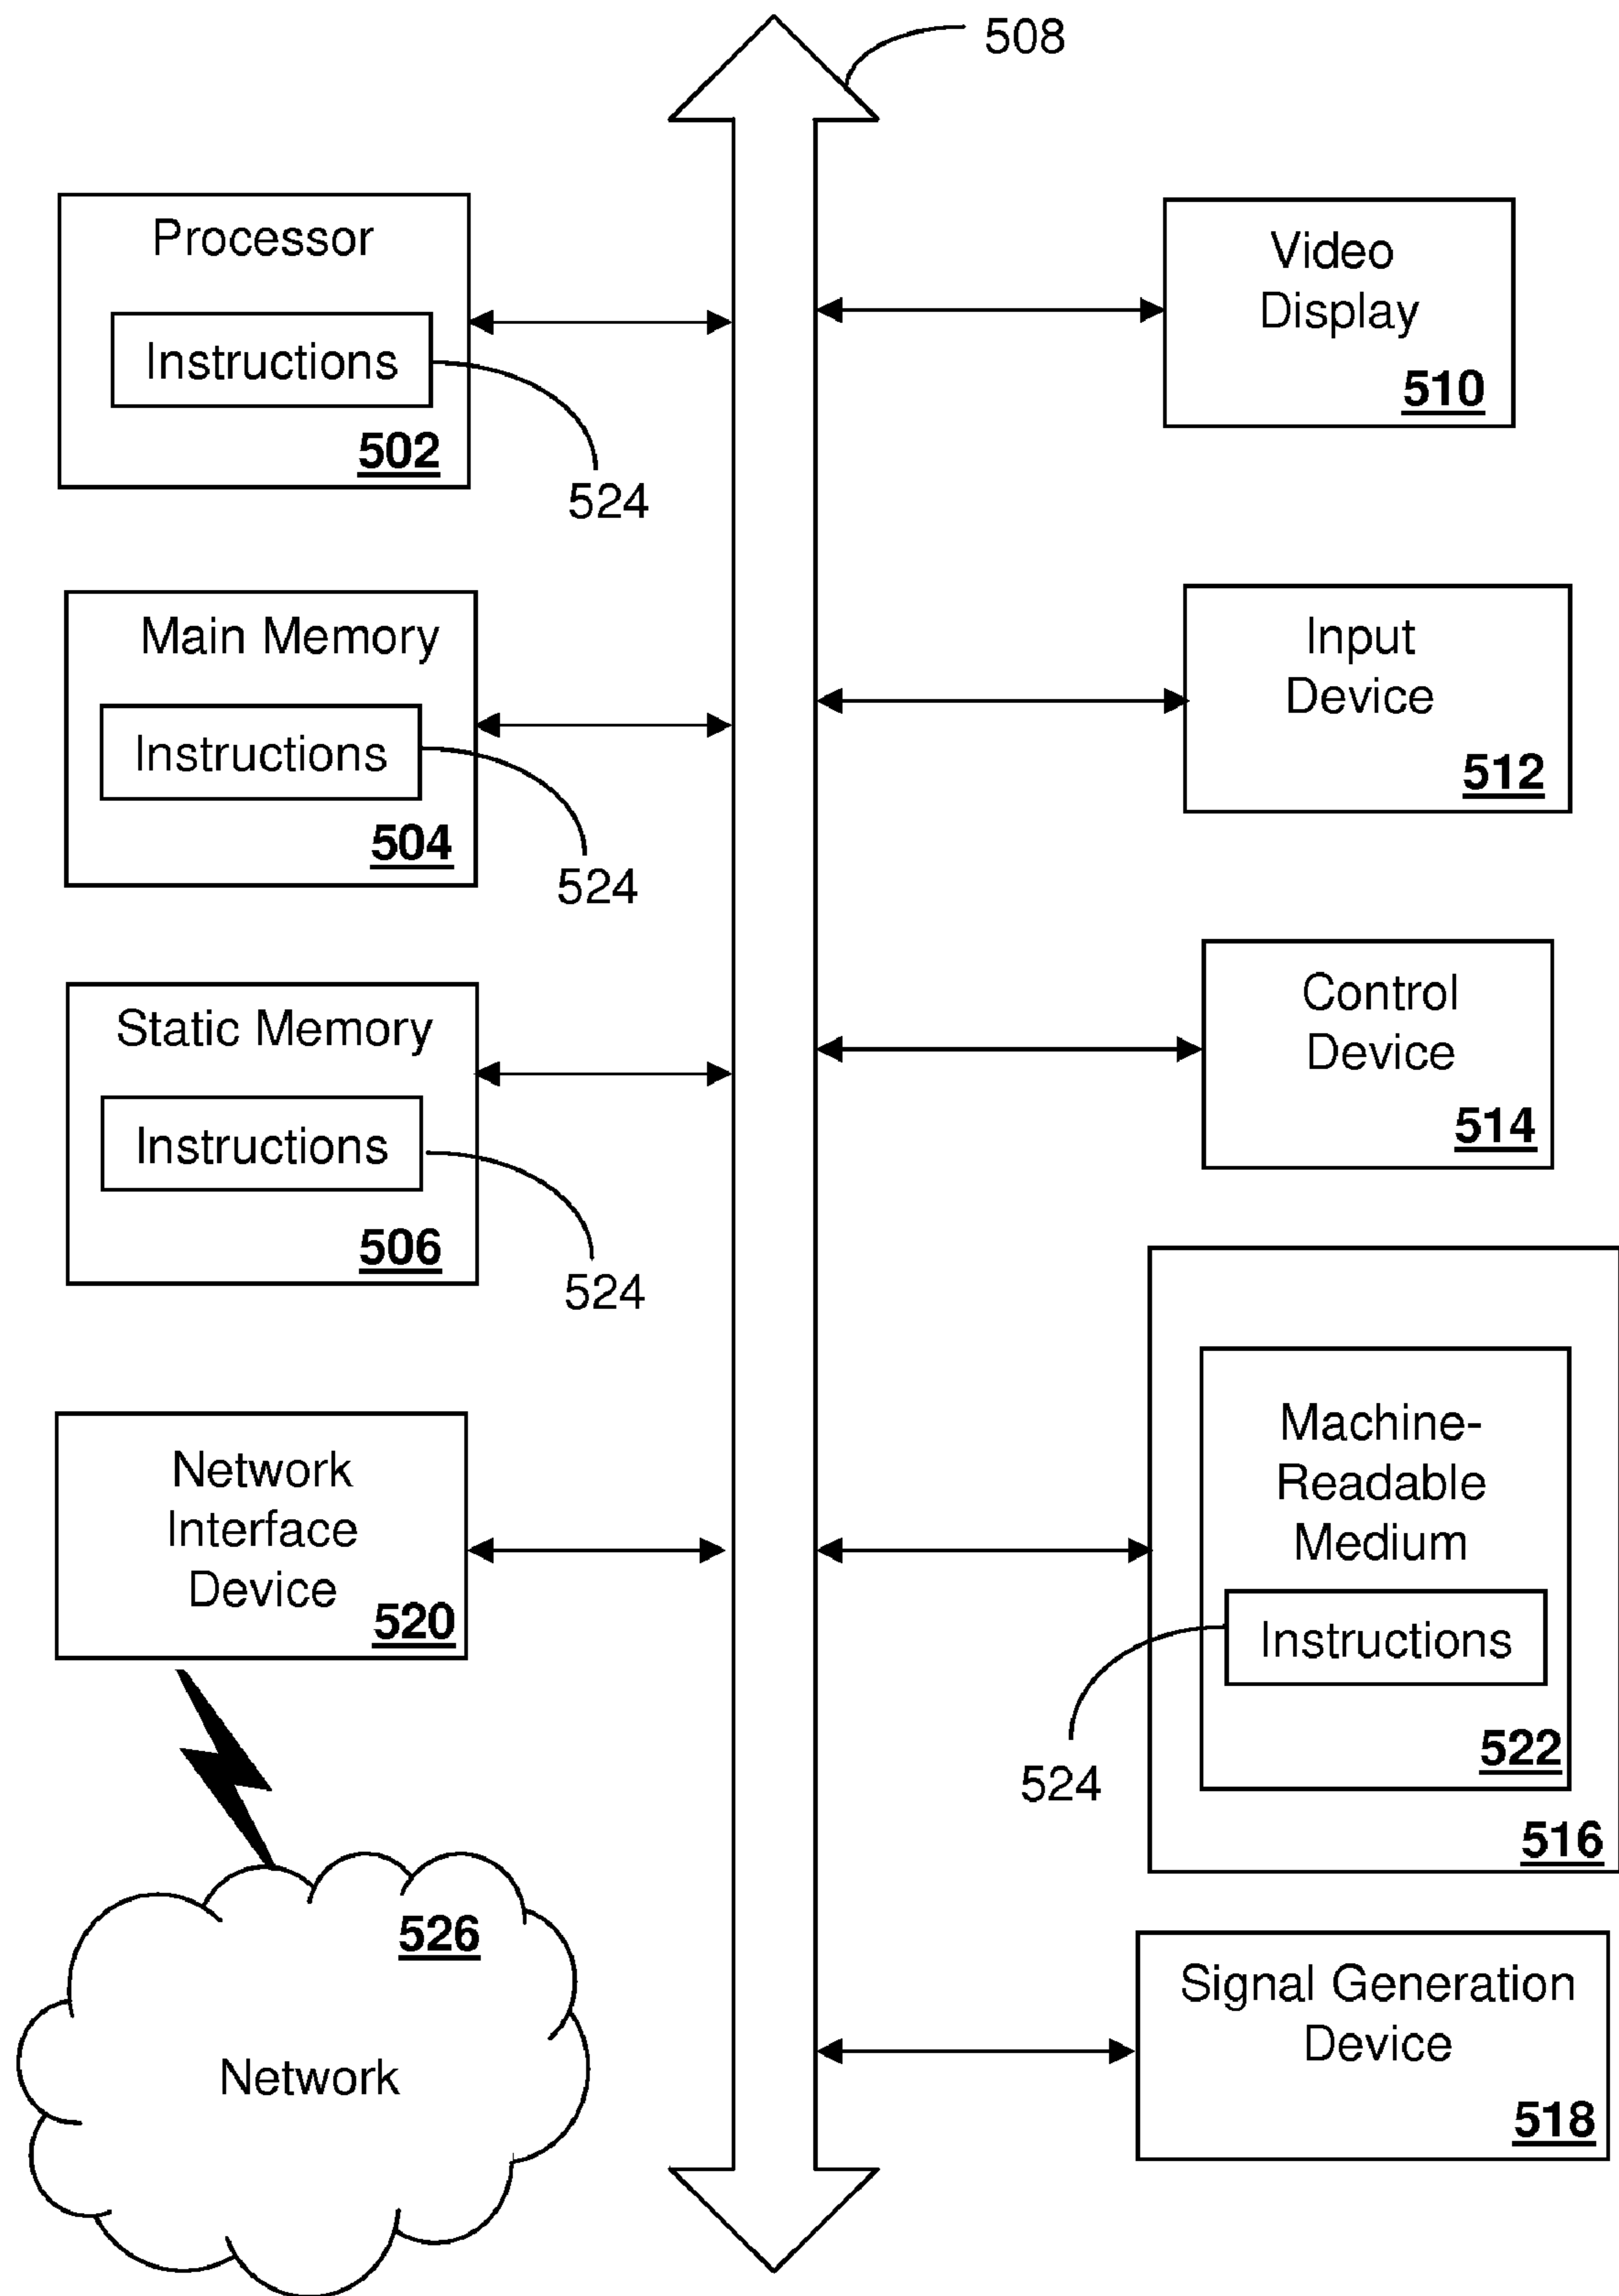 508
Processor
Instructions
502
524
Main Memory
Instructions
504
524
Static Memory
Instructions
506
524
Network
Interface
Device
520
526
Network
Video
Display
510
Input
Device
512
Control
Device
514
Machine-
Readable
Medium
Instructions
522
524
516
Signal Generation
Device
518